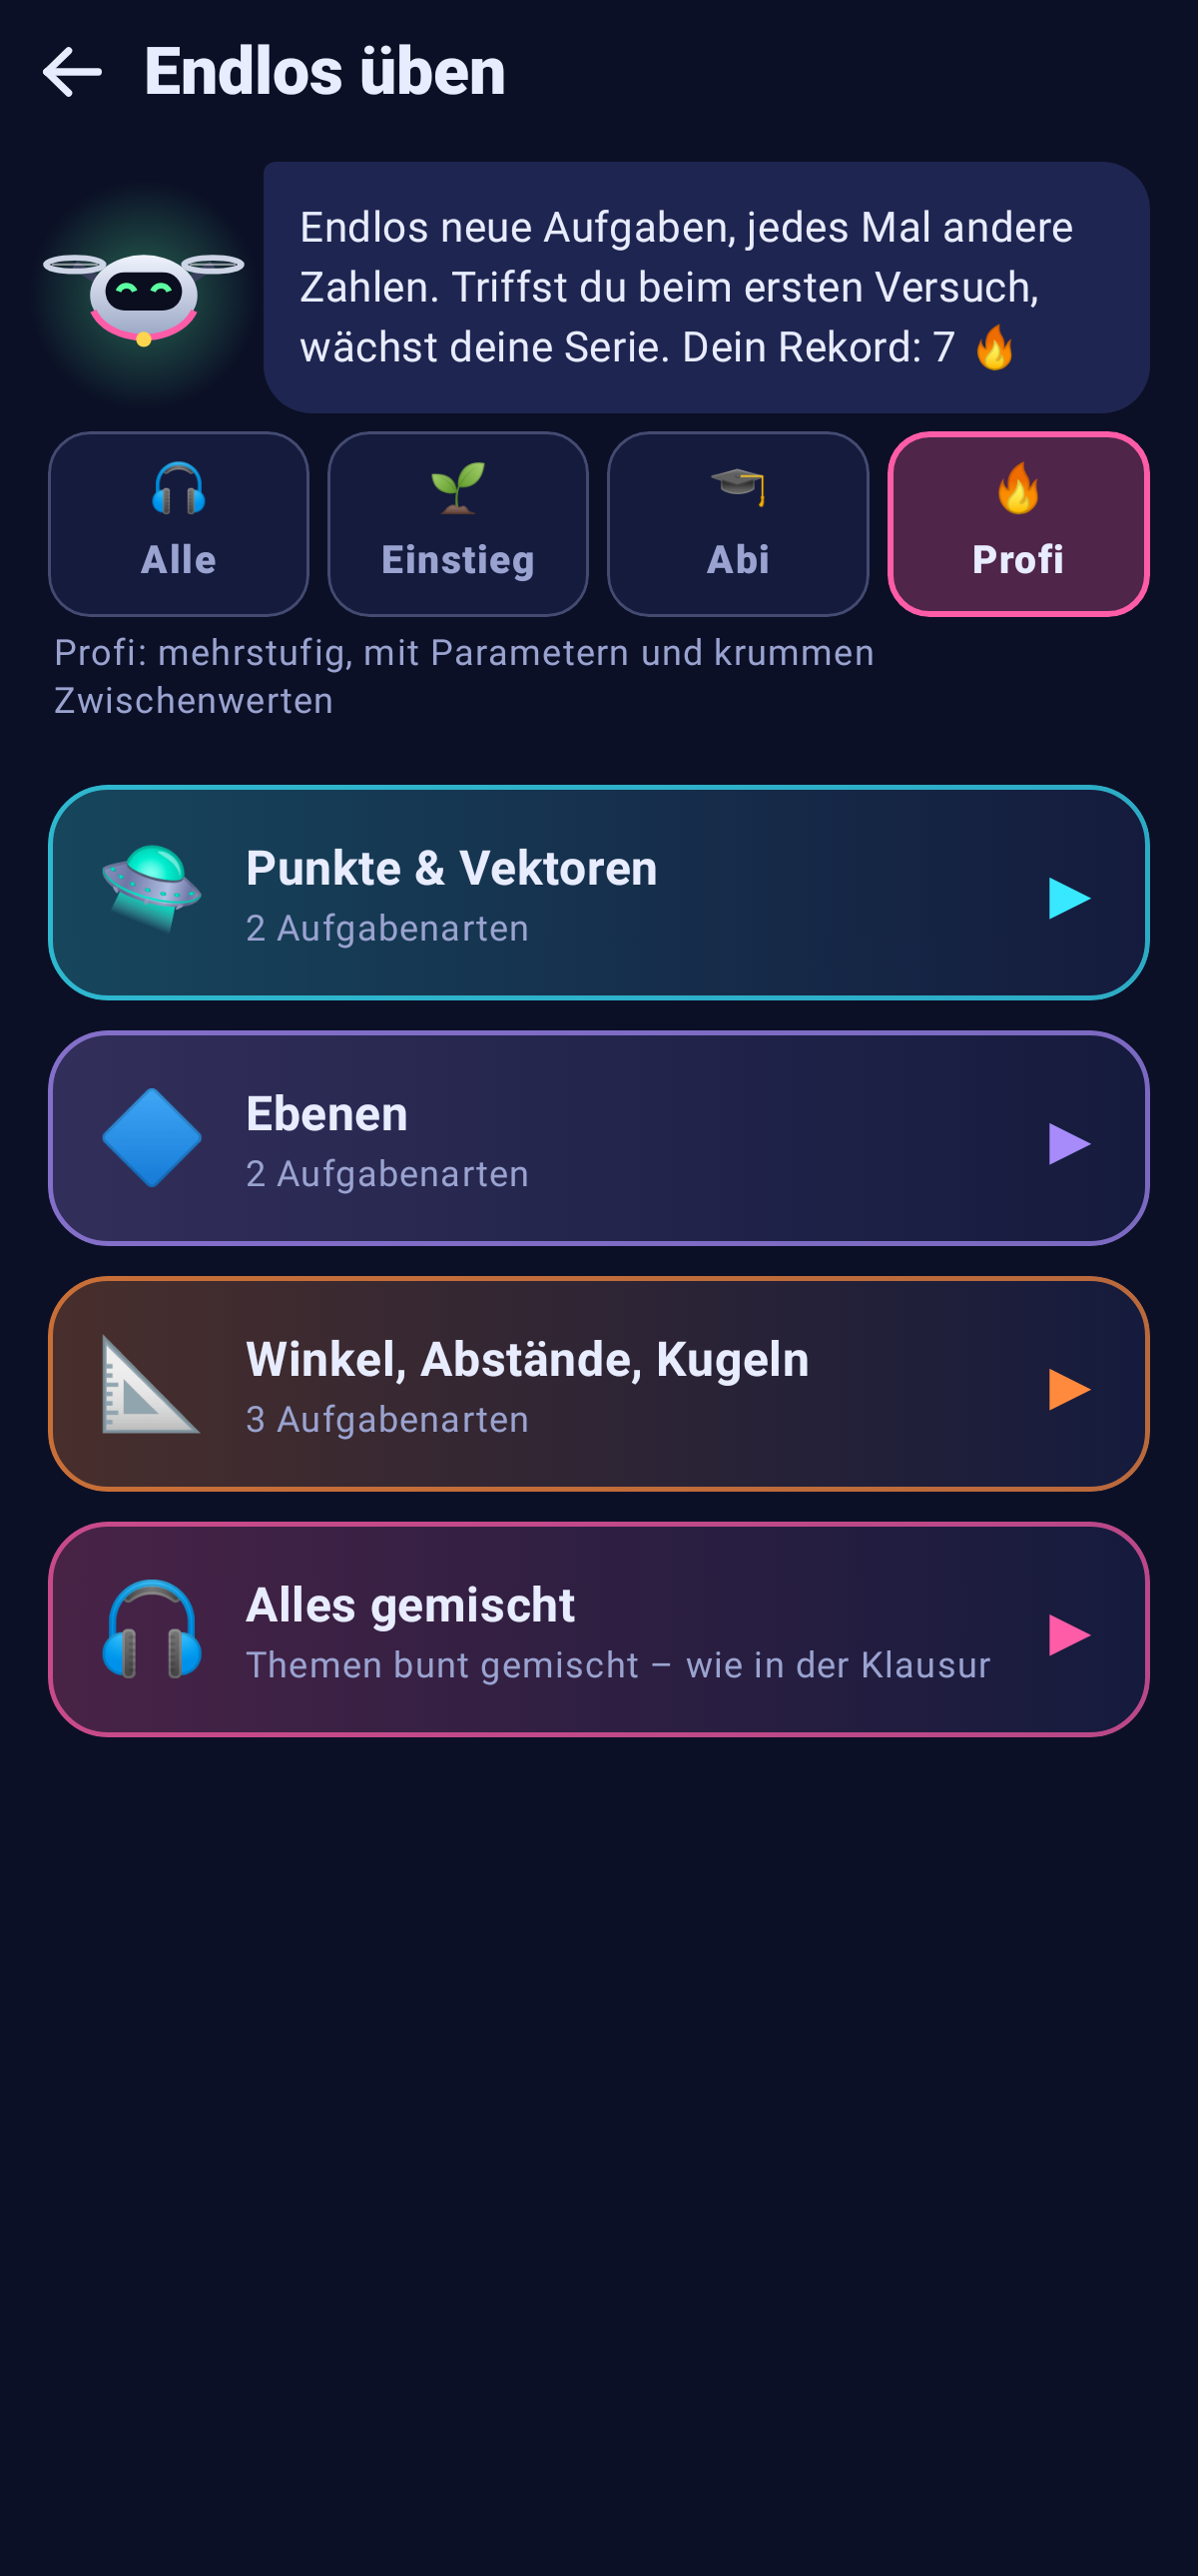 Endlos üben
Endlos neue Aufgaben, jedes Mal andere
Zahlen. Triffst du beim ersten Versuch,
wächst deine Serie. Dein Rekord: 7 🔥
Alle
Einstieg
Abi
Profi
Profi: mehrstufig, mit Parametern und krummen
Zwischenwerten
Punkte & Vektoren
2 Aufgabenarten
Ebenen
2 Aufgabenarten
Winkel, Abstände, Kugeln
3 Aufgabenarten
Alles gemischt
Themen bunt gemischt – wie in der Klausur